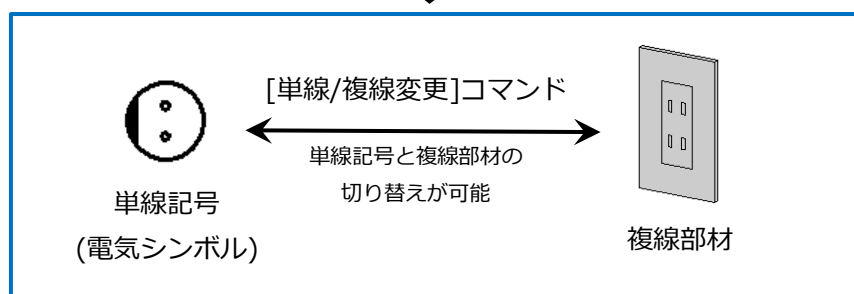 [単線/複線変更]コマンド
単線記号と複線部材の
切り替えが可能
単線記号
(電気シンボル)
複線部材